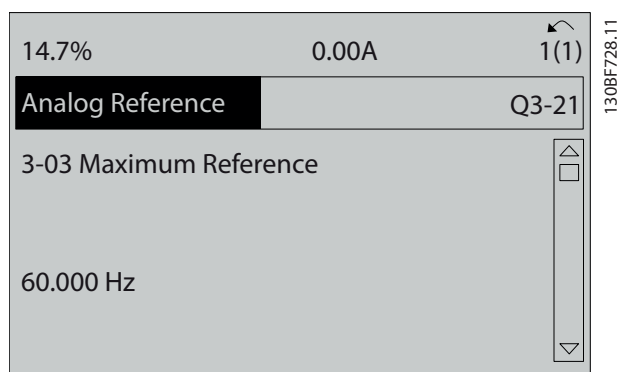 14.7% 0.00A 1(1)
Analog Reference Q3-21
3-03 Maximum Reference
60.000 Hz
130BF728.11